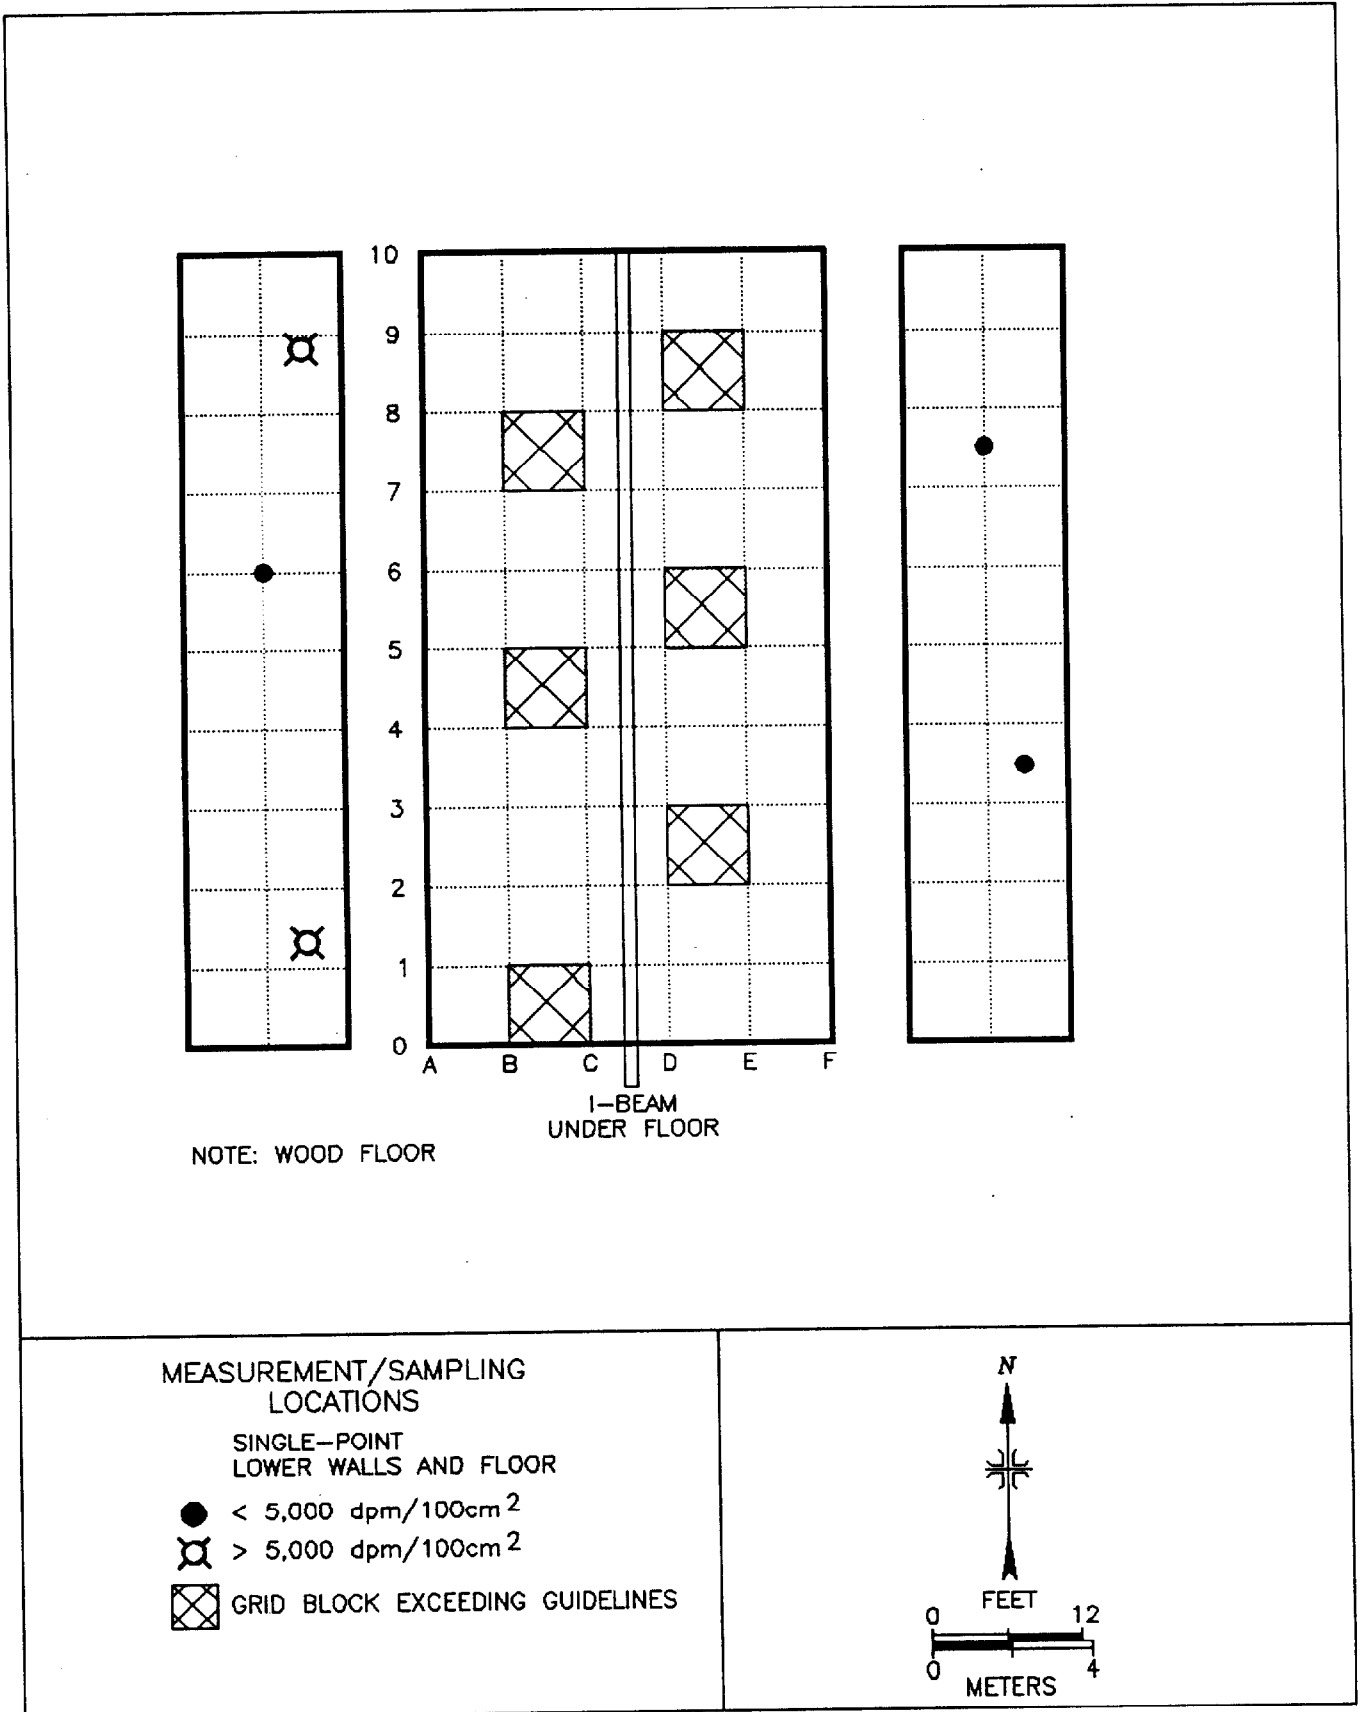 10
9
8
7
6
5
4
3
2
1
0
A B C D E F
I-BEAM
UNDER FLOOR
NOTE: WOOD FLOOR
MEASUREMENT/SAMPLING
LOCATIONS
SINGLE-POINT
LOWER WALLS AND FLOOR
< 5,000 dpm/100cm²
> 5,000 dpm/100cm²
GRID BLOCK EXCEEDING GUIDELINES
N
FEET
0 12
0 4
METERS